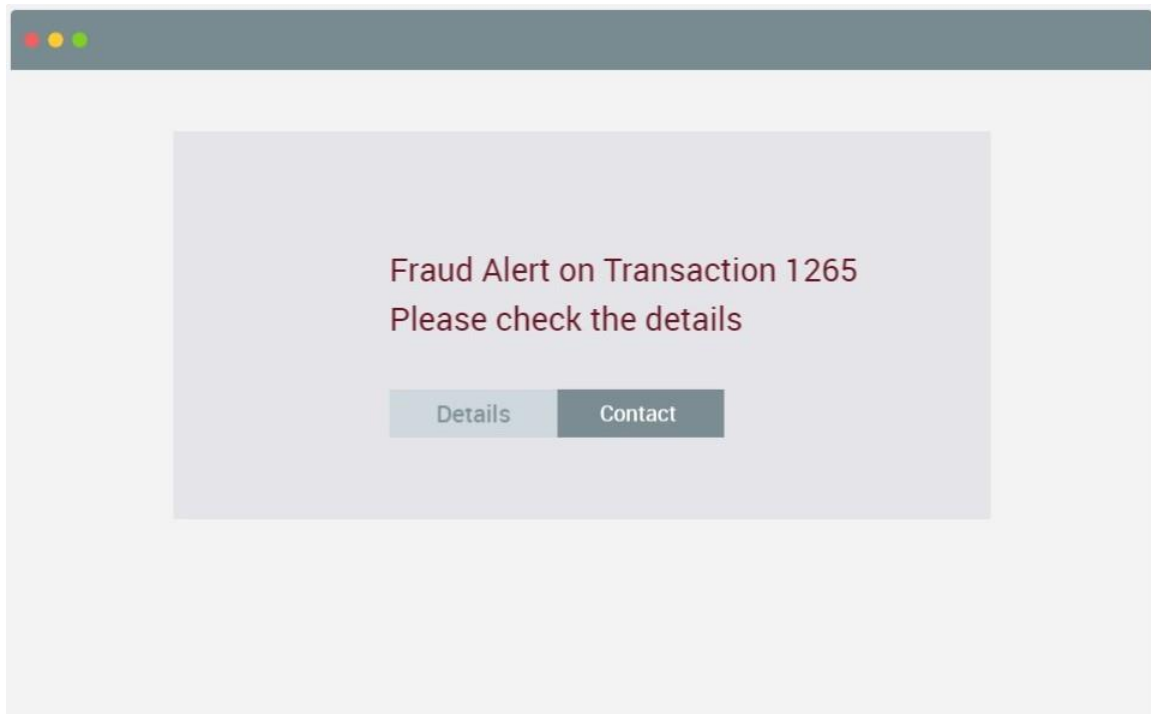 Fraud Alert on Transaction 1265
Please check the details
Details Contact